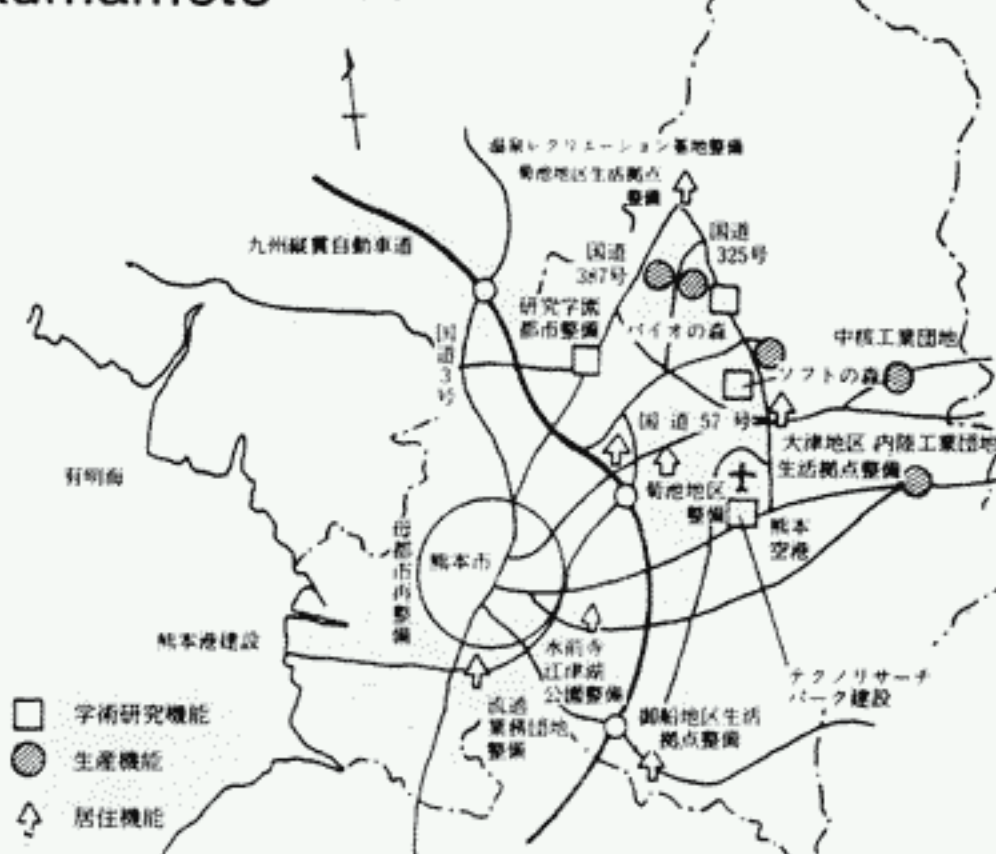 温泉レクリエーション基地整備
菊池地区生活拠点
整備
国道
325号
九州縦貫自動車道
国道
387号
研究学園
都市整備
バイオの森
国道3号
中核工業団地
ソフトの森
国道57号
大津地区
内陸工業団地
生活拠点整備
有明海
菊池地区
整備
熊本
空港
母都市再整備
熊本市
熊本港建設
水前寺
江津湖
公園整備
テクノリサーチ
パーク建設
流通
業務団地
整備
御船地区生活
拠点整備
学術研究機能
生産機能
居住機能